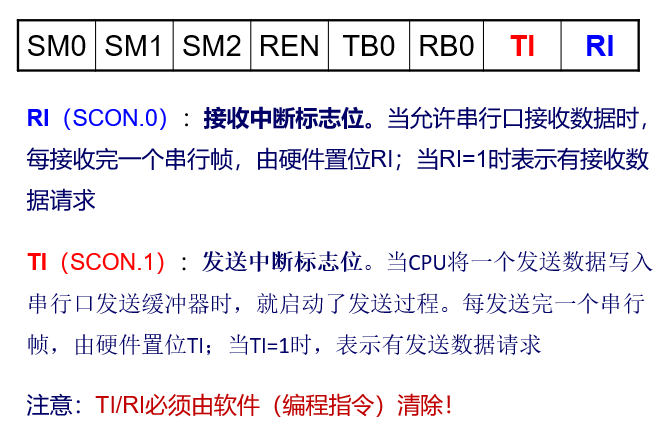 SM0 SM1 SM2 REN TB0 RB0 TI RI
RI（SCON.0）：接收中断标志位。当允许串行口接收数据时，
每接收完一个串行帧，由硬件置位RI；当RI=1时表示有接收数
据请求
TI（SCON.1）：发送中断标志位。当CPU将一个发送数据写入
串行口发送缓冲器时，就启动了发送过程。每发送完一个串行
帧，由硬件置位TI；当TI=1时，表示有发送数据请求
注意：TI/RI必须由软件（编程指令）清除！